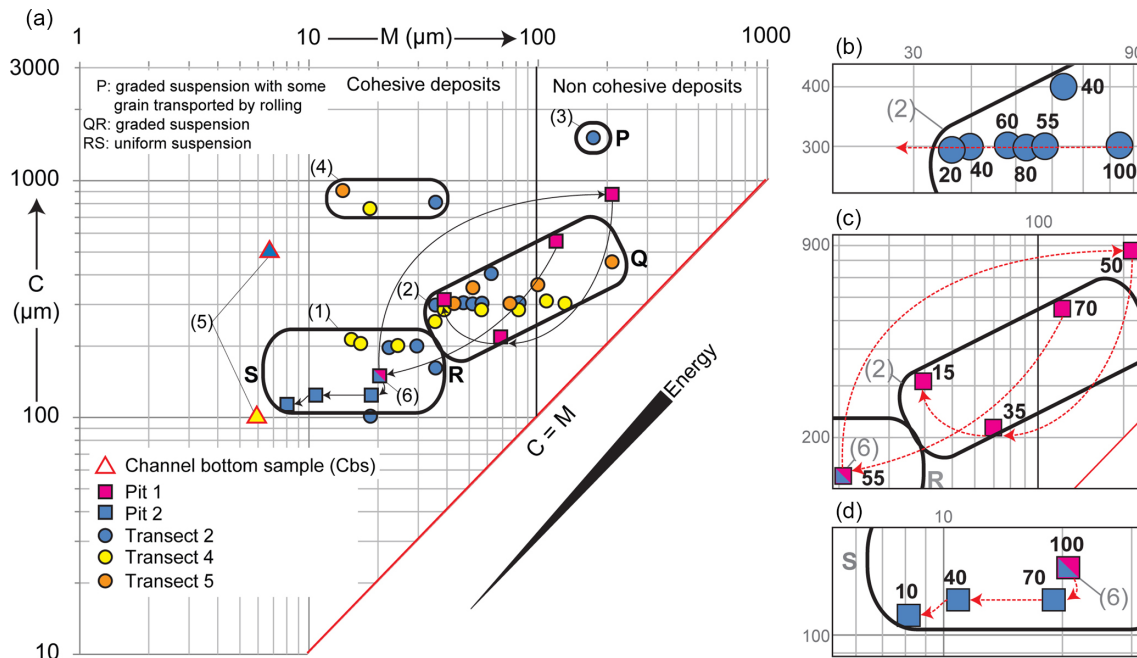 (a)
1
10
M (µm)
100
1000
3000
1000
C
(µm)
100
10
P: graded suspension with some
grain transported by rolling
QR: graded suspension
RS: uniform suspension
Cohesive deposits
Non cohesive deposits
(3)
P
(4)
Q
(2)
(5)
(1)
S
R
(6)
C = M
Energy
Channel bottom sample (Cbs)
Pit 1
Pit 2
Transect 2
Transect 4
Transect 5
(b)
30
90
400
(2)
40
60
55
300
20
40
80
100
(c)
100
900
50
70
(2)
15
35
200
(6)
55
R
(d)
10
S
100
10
40
70
(6)
100